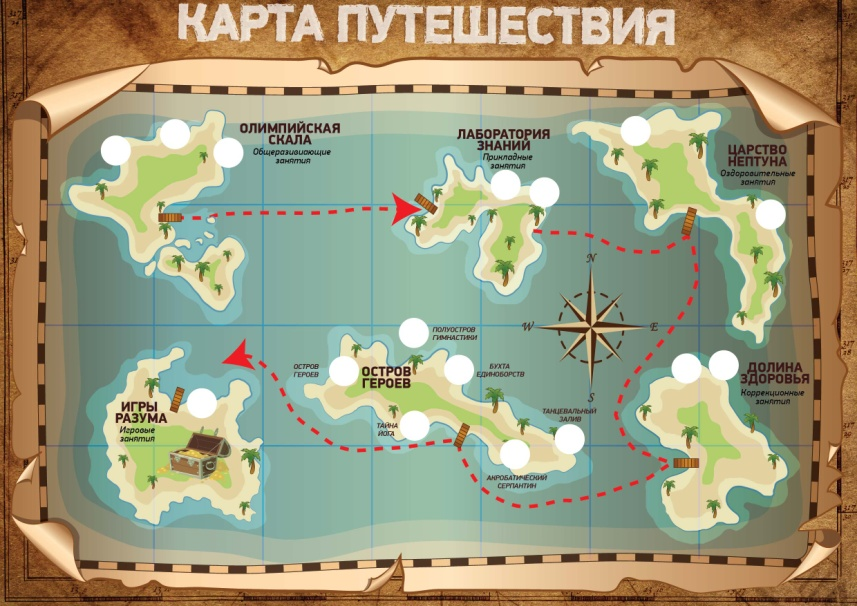 КАРТА ПУТЕШЕСТВИЯ
ОЛИМПИЙСКАЯ
СКАЛА
Общеразвивающие
занятия
ЛАБОРАТОРИЯ
ЗНАНИЙ
Прикладные
занятия
ЦАРСТВО
НЕПТУНА
Оздоровительные
занятия
N
W
E
S
ПОЛУОСТРОВ
ГИМНАСТИКИ
ОСТРОВ
ГЕРОЕВ
ОСТРОВ
ГЕРОЕВ
БУХТА
ЕДИНОБОРСТВ
ДОЛИНА
ЗДОРОВЬЯ
Коррекционные
занятия
ИГРЫ
РАЗУМА
Игровые
занятия
ТАЙНА
ЙОГА
ТАНЦЕВАЛЬНЫЙ
ЗАЛИВ
АКРОБАТИЧЕСКИЙ
СЕРПАНТИН